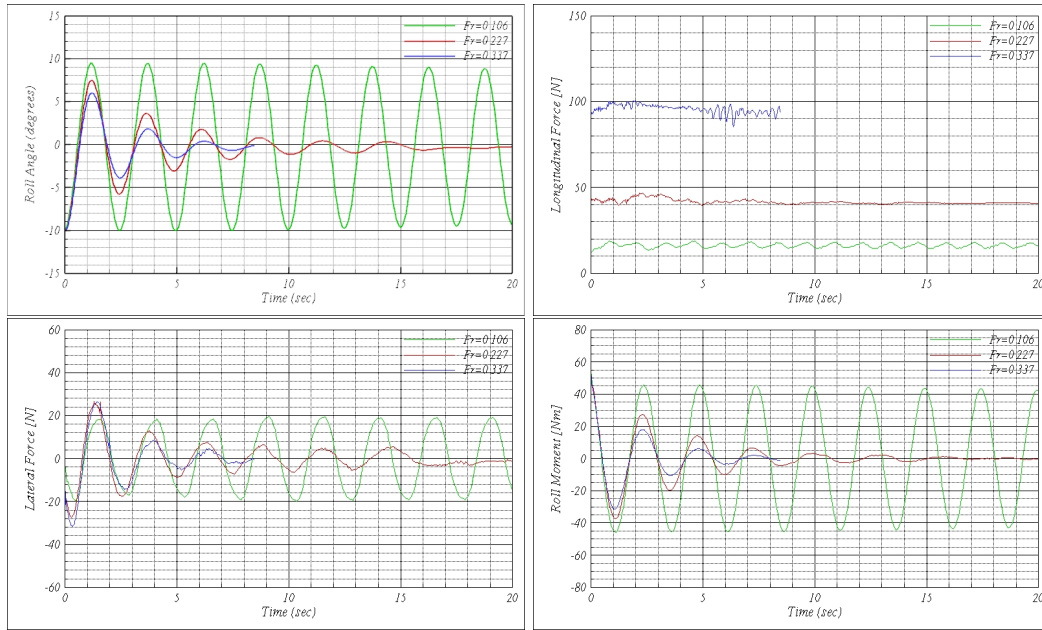 15
10
5
0
-5
-10
-15
Roll Angle (degrees)
0 5 10 15 20
Time (sec)
Fr=0.106
Fr=0.227
Fr=0.337
150
100
50
0
Longitudinal Force [N]
0 5 10 15 20
Time (sec)
Fr=0.106
Fr=0.227
Fr=0.337
60
40
20
0
-20
-40
-60
Lateral Force [N]
0 5 10 15 20
Time (sec)
Fr=0.106
Fr=0.227
Fr=0.337
80
60
40
20
0
-20
-40
-60
-80
Roll Moment [Nm]
0 5 10 15 20
Time (sec)
Fr=0.106
Fr=0.227
Fr=0.337